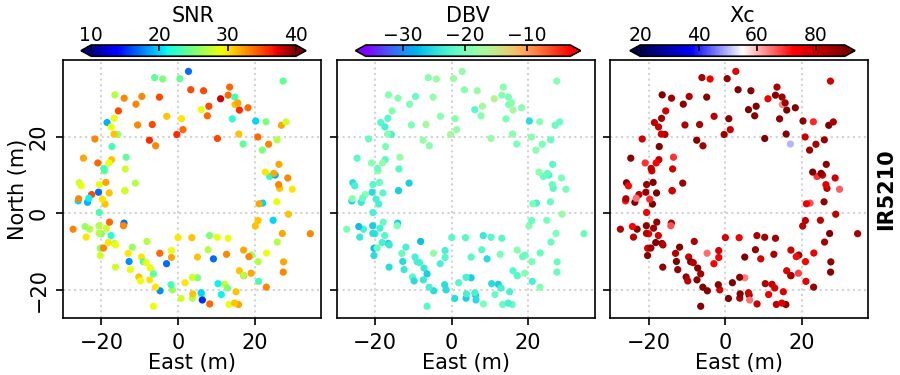 SNR DBV Xc
10 20 30 40 −30 −20 −10 20 40 60 80
North (m)
20
0
−20
IR5210
−20 0 20 −20 0 20 −20 0 20
East (m) East (m) East (m)